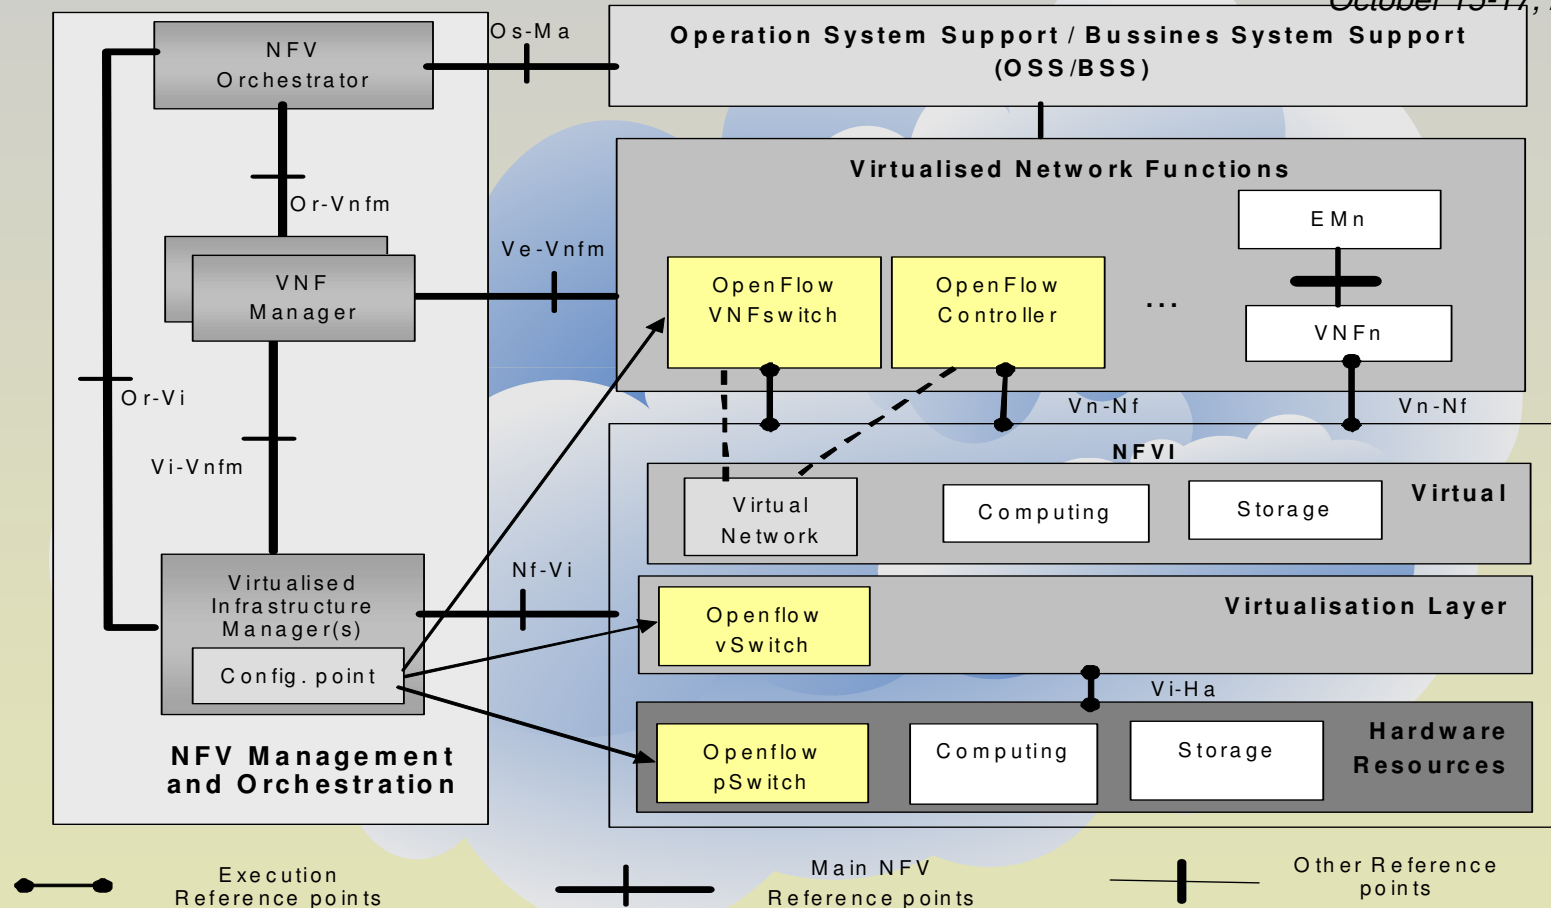 October 15-17,
NFV
Orchestrator
Os-Ma
Operation System Support / Bussines System Support
(OSS/BSS)
Or-Vnfm
Virtualised Network Functions
EMn
Ve-Vnfm
VNF
Manager
OpenFlow
VNFswitch
OpenFlow
Controller
...
VNFn
Or-Vi
Vn-Nf
Vn-Nf
Vi-Vnfm
NFVI
Virtual
Virtual
Network
Computing
Storage
Nf-Vi
Virtualised
Infrastructure
Manager(s)
Config. point
Virtualisation Layer
Openflow
vSwitch
Vi-Ha
NFV Management
and Orchestration
Openflow
pSwitch
Computing
Storage
Hardware
Resources
Execution
Reference points
Main NFV
Reference points
Other Reference
points